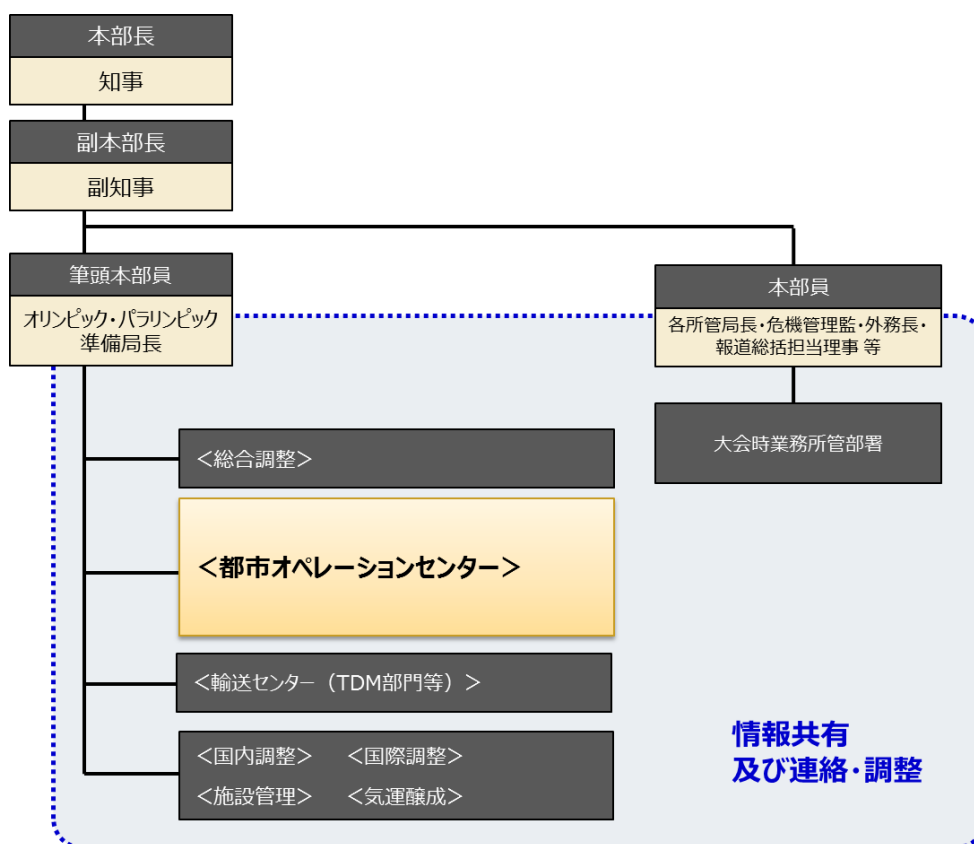 本部長
知事
副本部長
副知事
筆頭本部員
オリンピック・パラリンピック
準備局長
本部員
各所管局長・危機管理監・外務長・
報道総括担当理事 等
大会時業務所管部署
＜総合調整＞
＜都市オペレーションセンター＞
＜輸送センター（TDM部門等）＞
＜国内調整＞　＜国際調整＞
＜施設管理＞　＜気運醸成＞
情報共有
及び連絡・調整